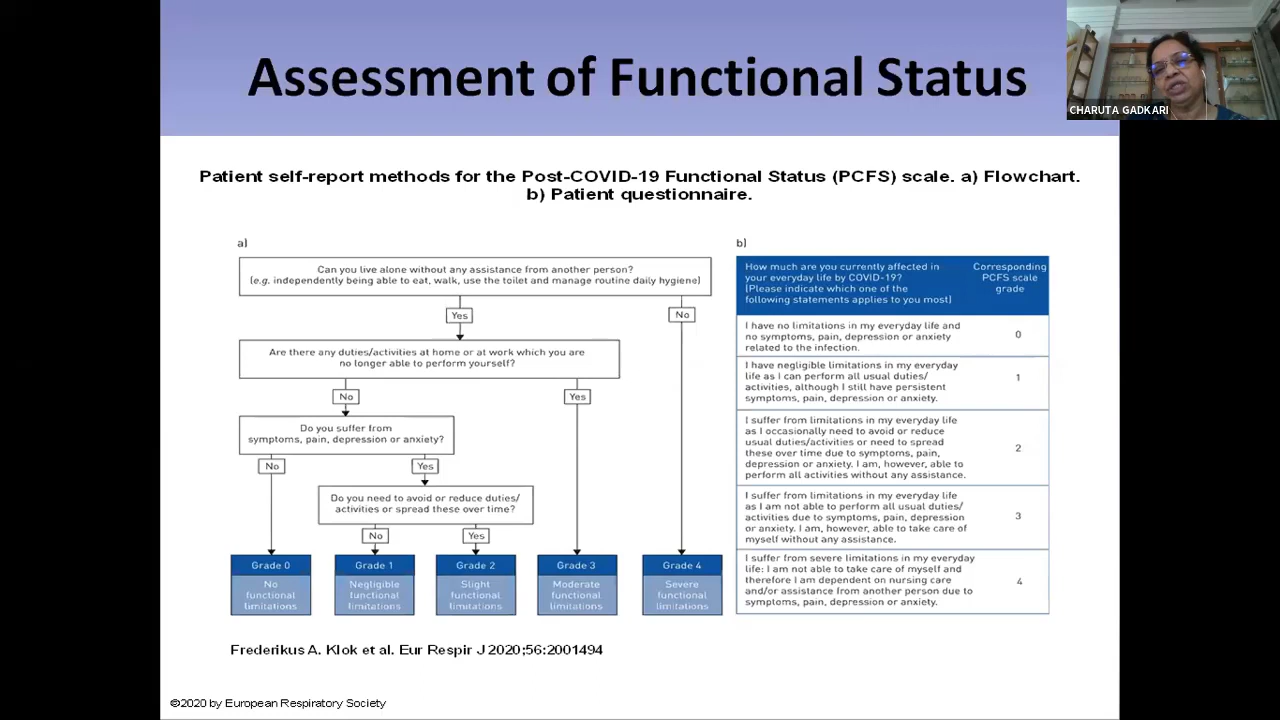 Assessment of Functional Status
CHARUTA GADKARI
Patient self-report methods for the Post-COVID-19 Functional Status (PCFS) scale. a) Flowchart.
b) Patient questionnaire.
a)
Can you live alone without any assistance from another person?
(e.g. independently being able to eat, walk, use the toilet and manage routine daily hygiene)
Yes
No
Are there any duties/activities at home or at work which you are
no longer able to perform yourself?
No
Yes
Do you suffer from
symptoms, pain, depression or anxiety?
No
Yes
Do you need to avoid or reduce duties/
activities or spread these over time?
No
Yes
Grade 0
No
functional
limitations
Grade 1
Negligible
functional
limitations
Grade 2
Slight
functional
limitations
Grade 3
Moderate
functional
limitations
Grade 4
Severe
functional
limitations
b)
How much are you currently affected in
your everyday life by COVID-19?
(Please indicate which one of the
following statements applies to you most)
Corresponding
PCFS scale
grade
I have no limitations in my everyday life and
no symptoms, pain, depression or anxiety
related to the infection.
0
I have negligible limitations in my everyday
life as I can perform all usual duties/
activities, although I still have persistent
symptoms, pain, depression or anxiety.
1
I suffer from limitations in my everyday life
as I occasionally need to avoid or reduce
usual duties/activities or need to spread
these over time due to symptoms, pain,
depression or anxiety. I am, however, able to
perform all activities without any assistance.
2
I suffer from limitations in my everyday life
as I am not able to perform all usual duties/
activities due to symptoms, pain, depression
or anxiety. I am, however, able to take care of
myself without any assistance.
3
I suffer from severe limitations in my everyday
life: I am not able to take care of myself and
therefore I am dependent on nursing care
and/or assistance from another person due to
symptoms, pain, depression or anxiety.
4
Frederikus A. Klok et al. Eur Respir J 2020;56:2001494
©2020 by European Respiratory Society